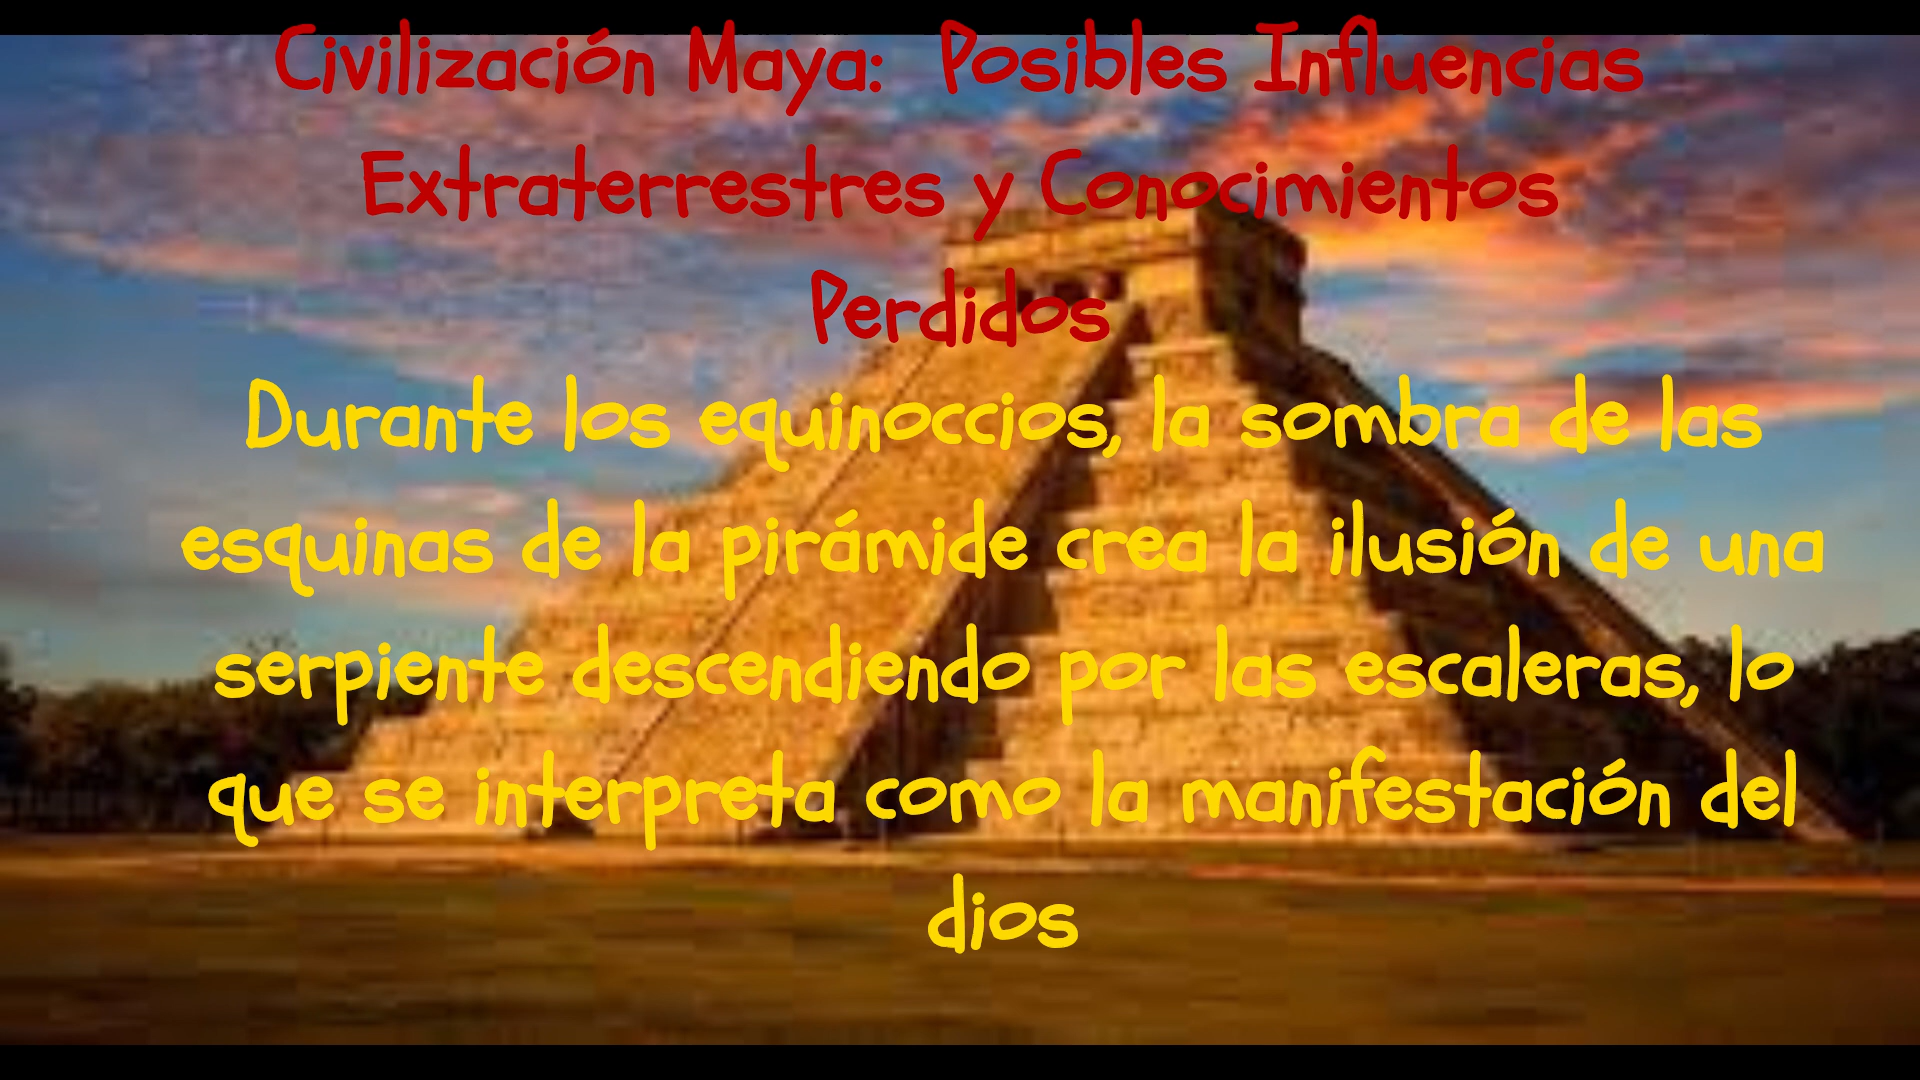 Civilización Maya: Posibles Influencias
Extraterrestres y Conocimientos
Perdidos
Durante los equinoccios, la sombra de las
esquinas de la pirámide crea la ilusión de una
serpiente descendiendo por las escaleras, lo
que se interpreta como la manifestación del
dios